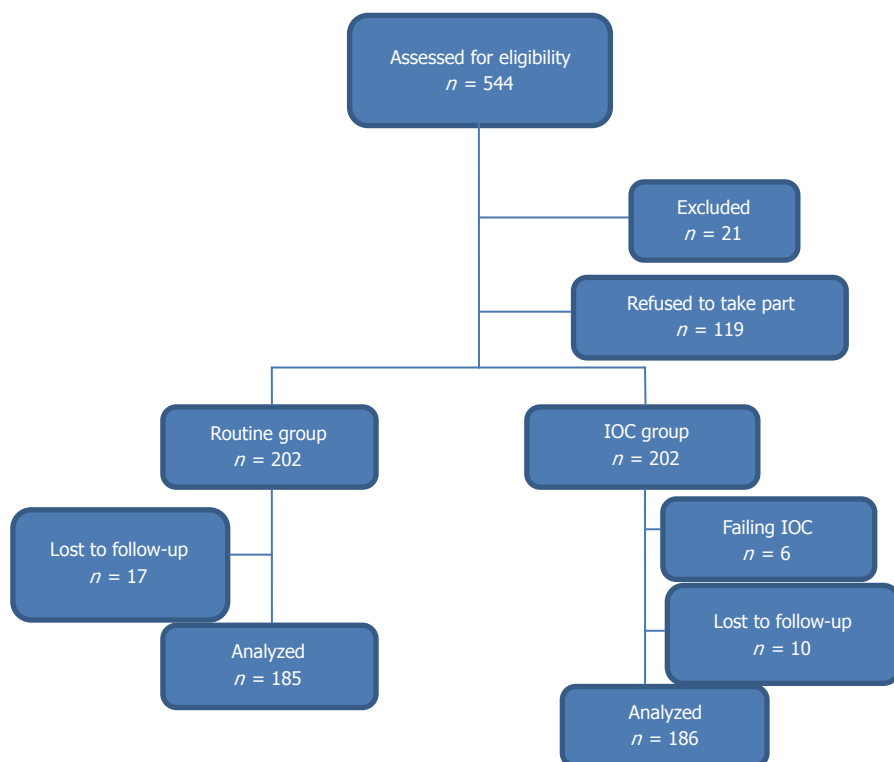 Assessed for eligibility
n = 544
Excluded
n = 21
Refused to take part
n = 119
Routine group
n = 202
IOC group
n = 202
Lost to follow-up
n = 17
Failing IOC
n = 6
Lost to follow-up
n = 10
Analyzed
n = 185
Analyzed
n = 186